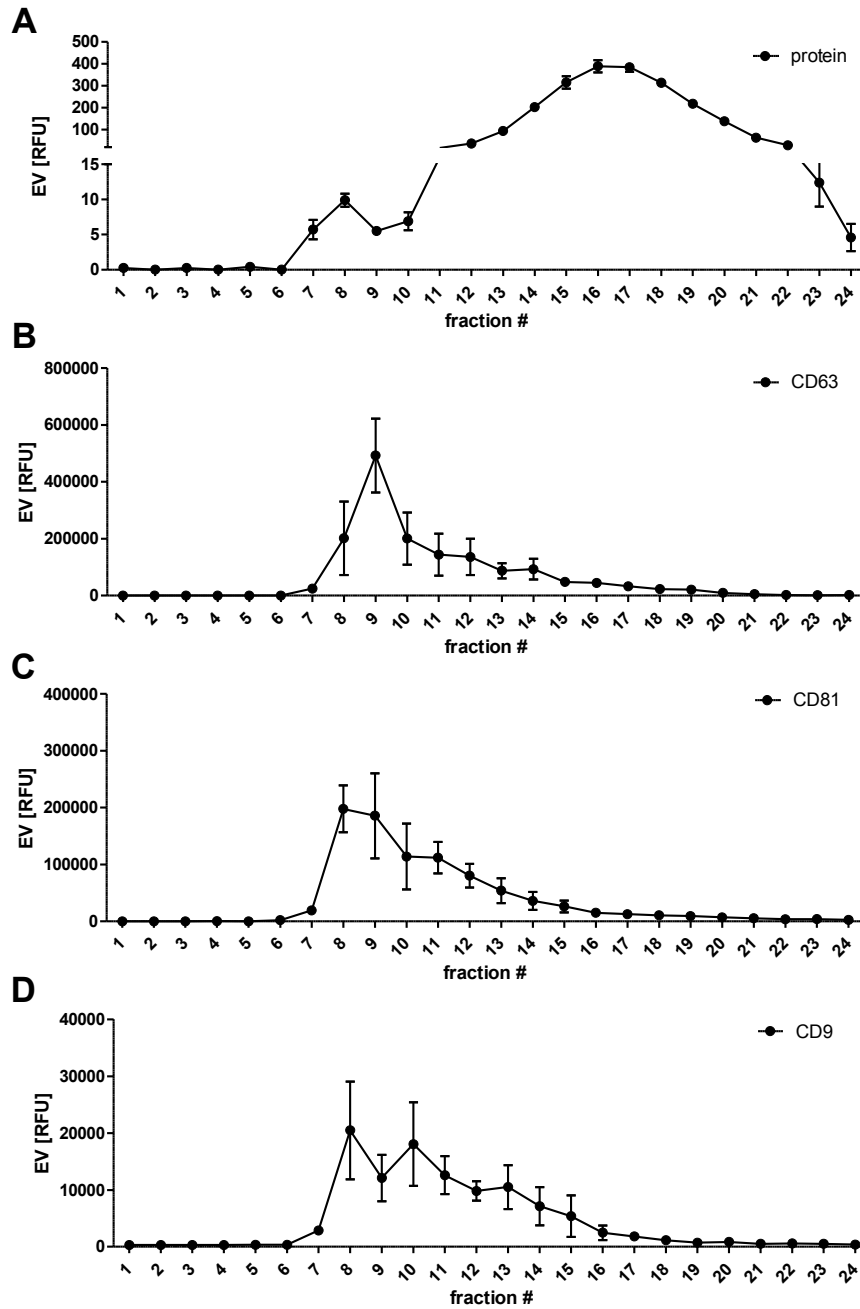 A
EV [RFU]
500
400
300
200
100
15
10
5
0
protein
1 2 3 4 5 6 7 8 9 10 11 12 13 14 15 16 17 18 19 20 21 22 23 24
fraction #
B
EV [RFU]
800000
600000
400000
200000
0
CD63
1 2 3 4 5 6 7 8 9 10 11 12 13 14 15 16 17 18 19 20 21 22 23 24
fraction #
C
EV [RFU]
400000
300000
200000
100000
0
CD81
1 2 3 4 5 6 7 8 9 10 11 12 13 14 15 16 17 18 19 20 21 22 23 24
fraction #
D
EV [RFU]
40000
30000
20000
10000
0
CD9
1 2 3 4 5 6 7 8 9 10 11 12 13 14 15 16 17 18 19 20 21 22 23 24
fraction #